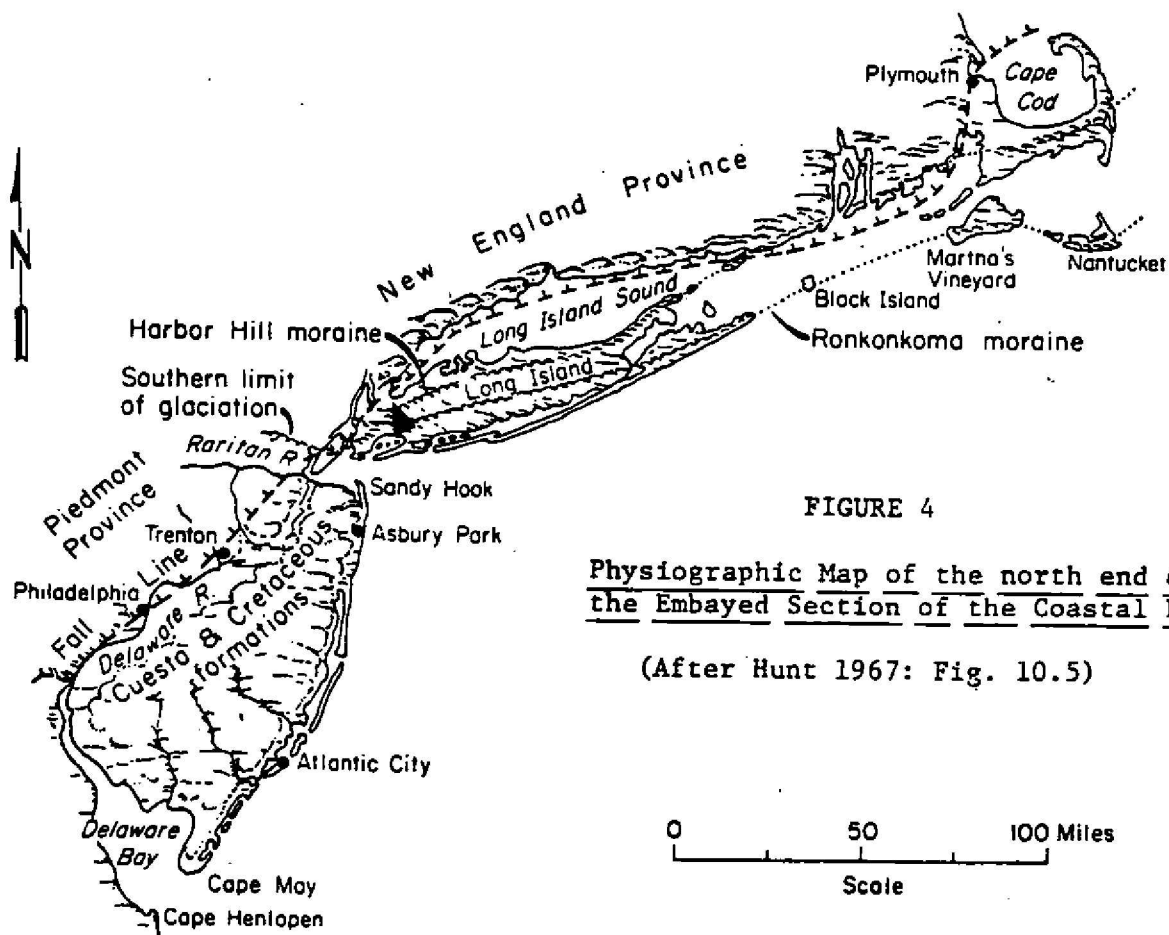 Plymouth
Cape
Cod
N
New England Province
Martna's
Vineyard
Nantucket
Block Island
Long Island Sound
Harbor Hill moraine
Ronkonkoma moraine
Long Island
Southern limit
of glaciation
Raritan R
Sandy Hook
Piedmont
Province
Trenton
Asbury Park
Fall Line
Philadelphia
Delaware R
Cuesta & Cretaceous
formations
Atlantic City
Delaware
Bay
Cape May
Cape Henlopen
FIGURE 4
Physiographic Map of the north end
the Embayed Section of the Coastal
(After Hunt 1967: Fig. 10.5)
0 50 100 Miles
Scale